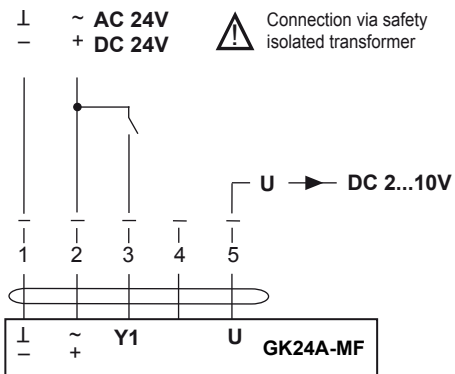 ⊥ ~ AC 24V
– + DC 24V
Connection via safety
isolated transformer
U DC 2...10V
1 2 3 4 5
⊥ ~ Y1 U
– + GK24A-MF